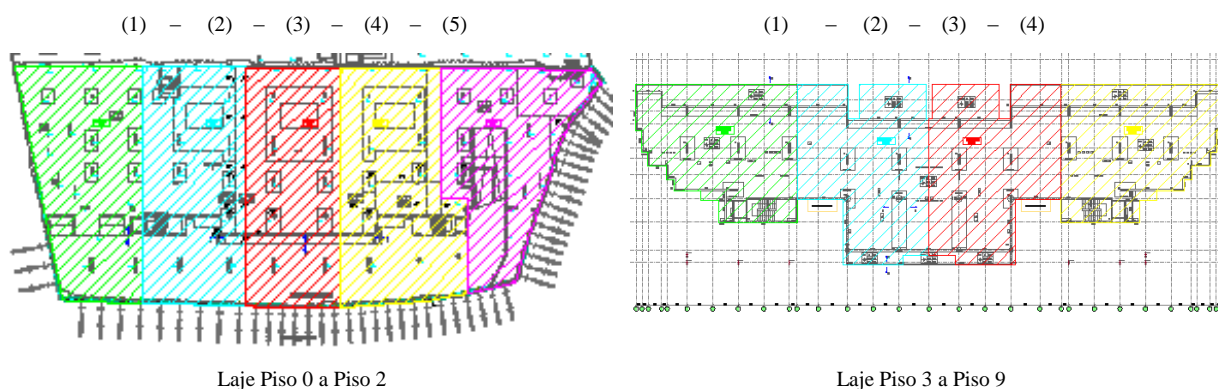 (1) – (2) – (3) – (4) – (5)
(1) – (2) – (3) – (4)
Laje Piso 0 a Piso 2
Laje Piso 3 a Piso 9